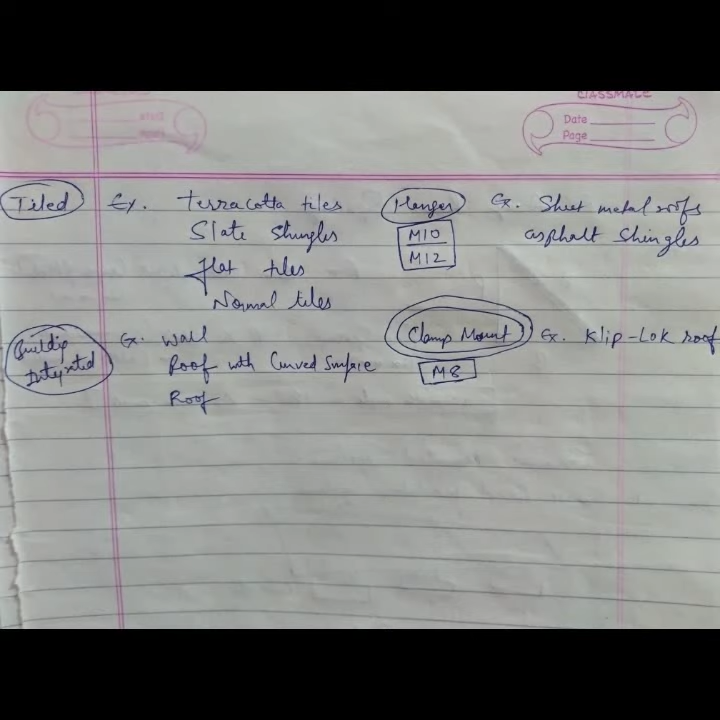 CLASSMATE
Date
Page
Tiled Ex. Terracotta tiles
Slate Shingles
flat tiles
Normal tiles
Hanger Ex. Sheet metal roofs
M10 asphalt Shingles
M12
Integrated Ex. Wall
Roof with Curved Surface
Roof
Clamp Mount Ex. Klip-Lok roof
M8